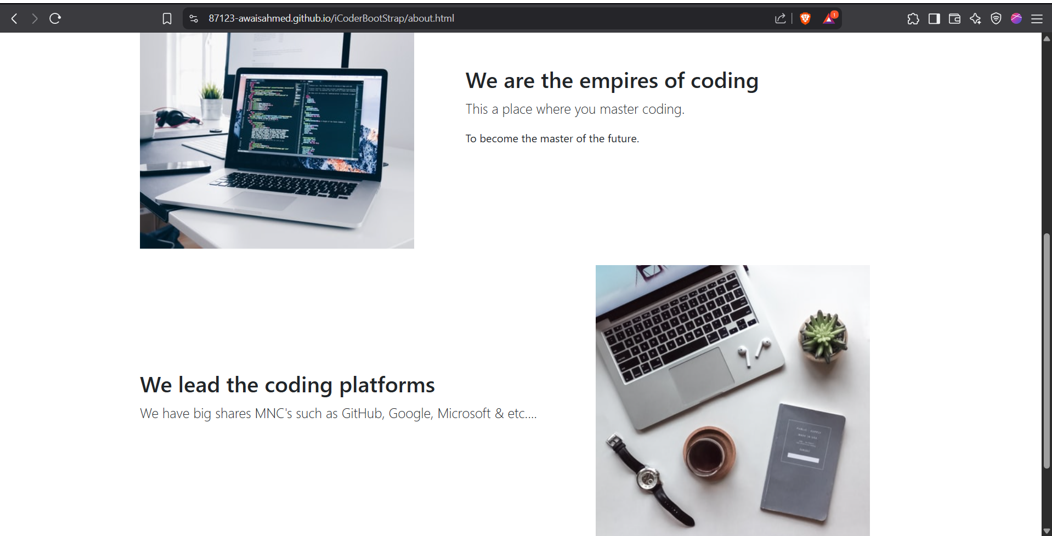 87123-awaisahmed.github.io/iCoderBootStrap/about.html
We are the empires of coding
This a place where you master coding.
To become the master of the future.
We lead the coding platforms
We have big shares MNC's such as GitHub, Google, Microsoft & etc....